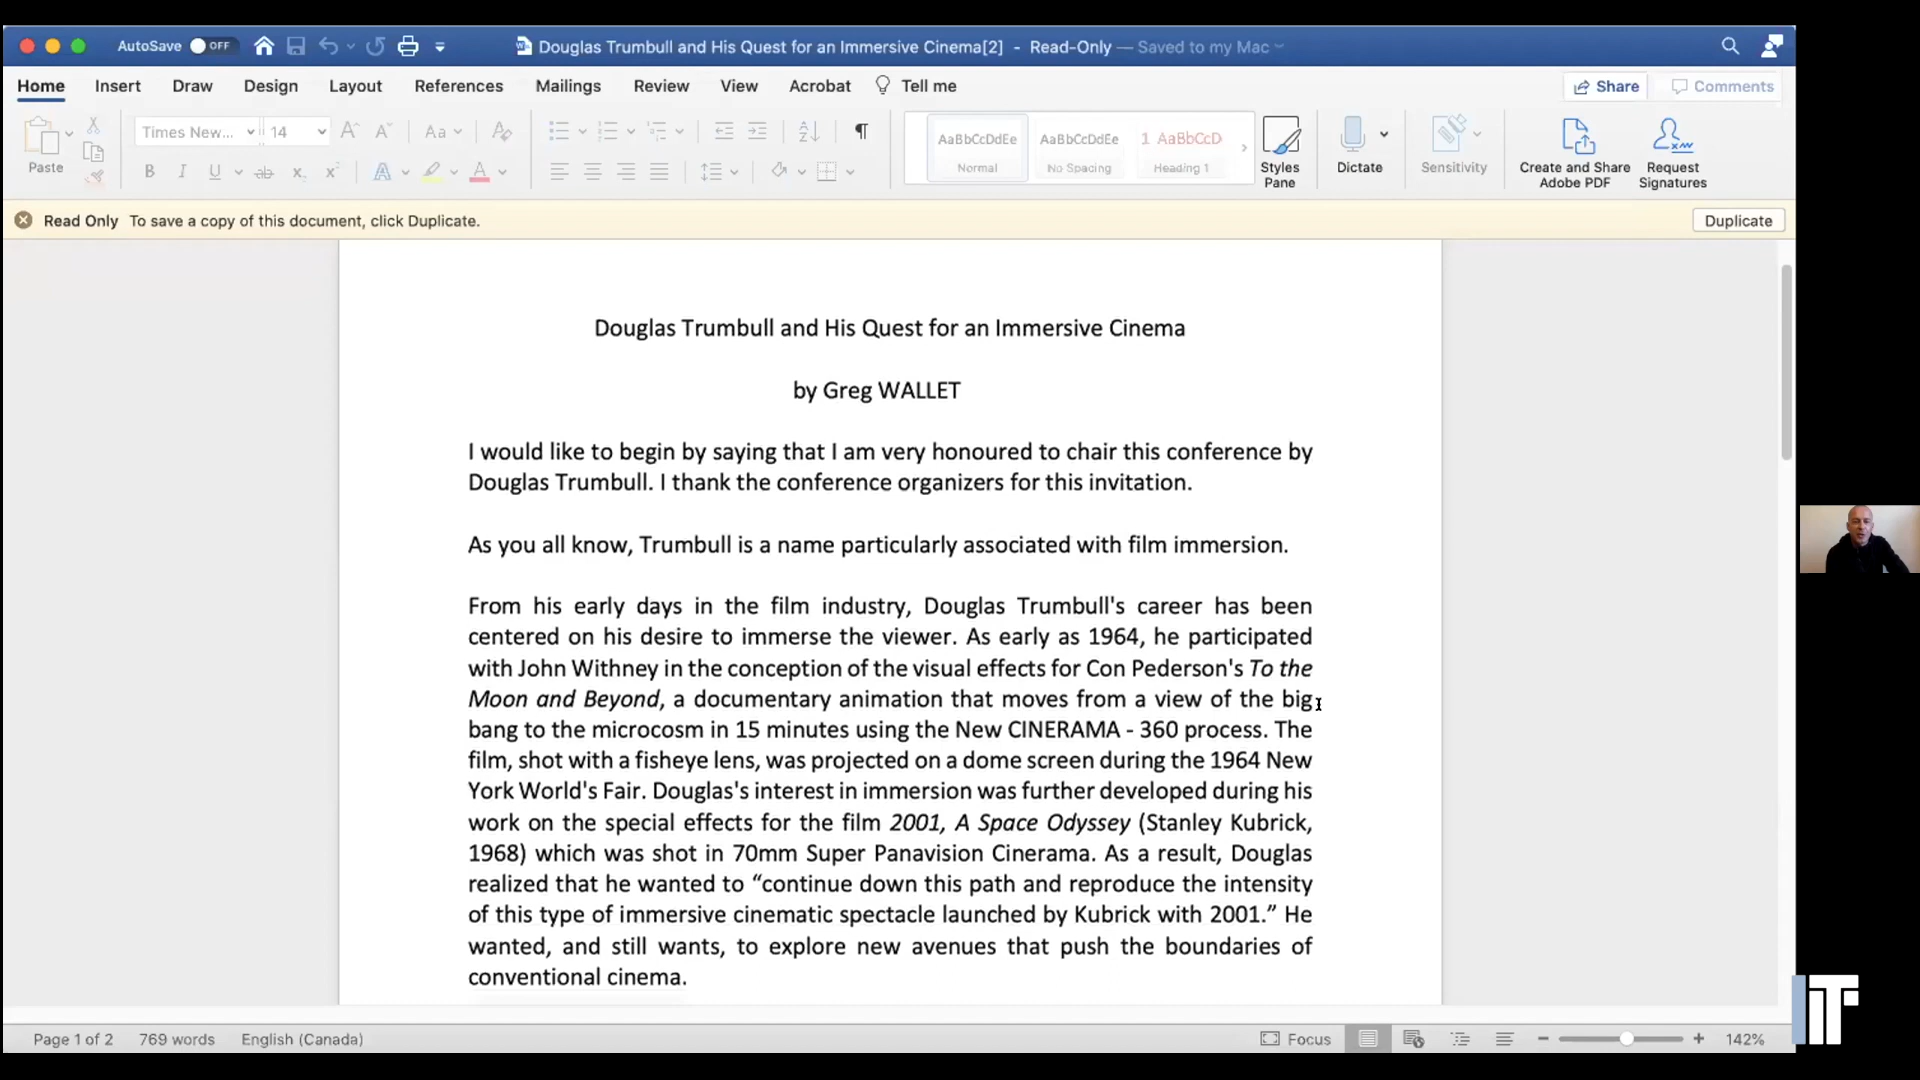 AutoSave OFF Douglas Trumbull and His Quest for an Immersive Cinema[2] - Read-Only — Saved to my Mac
Home Insert Draw Design Layout References Mailings Review View Acrobat Tell me Share Comments
Times New... 14 Aa
Paste
AaBbCcDdEe AaBbCcDdEe 1 AaBbCcD
Normal No Spacing Heading 1
Styles Pane
Dictate
Sensitivity
Create and Share Adobe PDF
Request Signatures
Read Only To save a copy of this document, click Duplicate. Duplicate
Douglas Trumbull and His Quest for an Immersive Cinema
by Greg WALLET
I would like to begin by saying that I am very honoured to chair this conference by
Douglas Trumbull. I thank the conference organizers for this invitation.
As you all know, Trumbull is a name particularly associated with film immersion.
From his early days in the film industry, Douglas Trumbull's career has been
centered on his desire to immerse the viewer. As early as 1964, he participated
with John Withney in the conception of the visual effects for Con Pederson's To the
Moon and Beyond, a documentary animation that moves from a view of the big
bang to the microcosm in 15 minutes using the New CINERAMA - 360 process. The
film, shot with a fisheye lens, was projected on a dome screen during the 1964 New
York World's Fair. Douglas's interest in immersion was further developed during his
work on the special effects for the film 2001, A Space Odyssey (Stanley Kubrick,
1968) which was shot in 70mm Super Panavision Cinerama. As a result, Douglas
realized that he wanted to “continue down this path and reproduce the intensity
of this type of immersive cinematic spectacle launched by Kubrick with 2001.” He
wanted, and still wants, to explore new avenues that push the boundaries of
conventional cinema.
Page 1 of 2 769 words English (Canada) Focus 142%